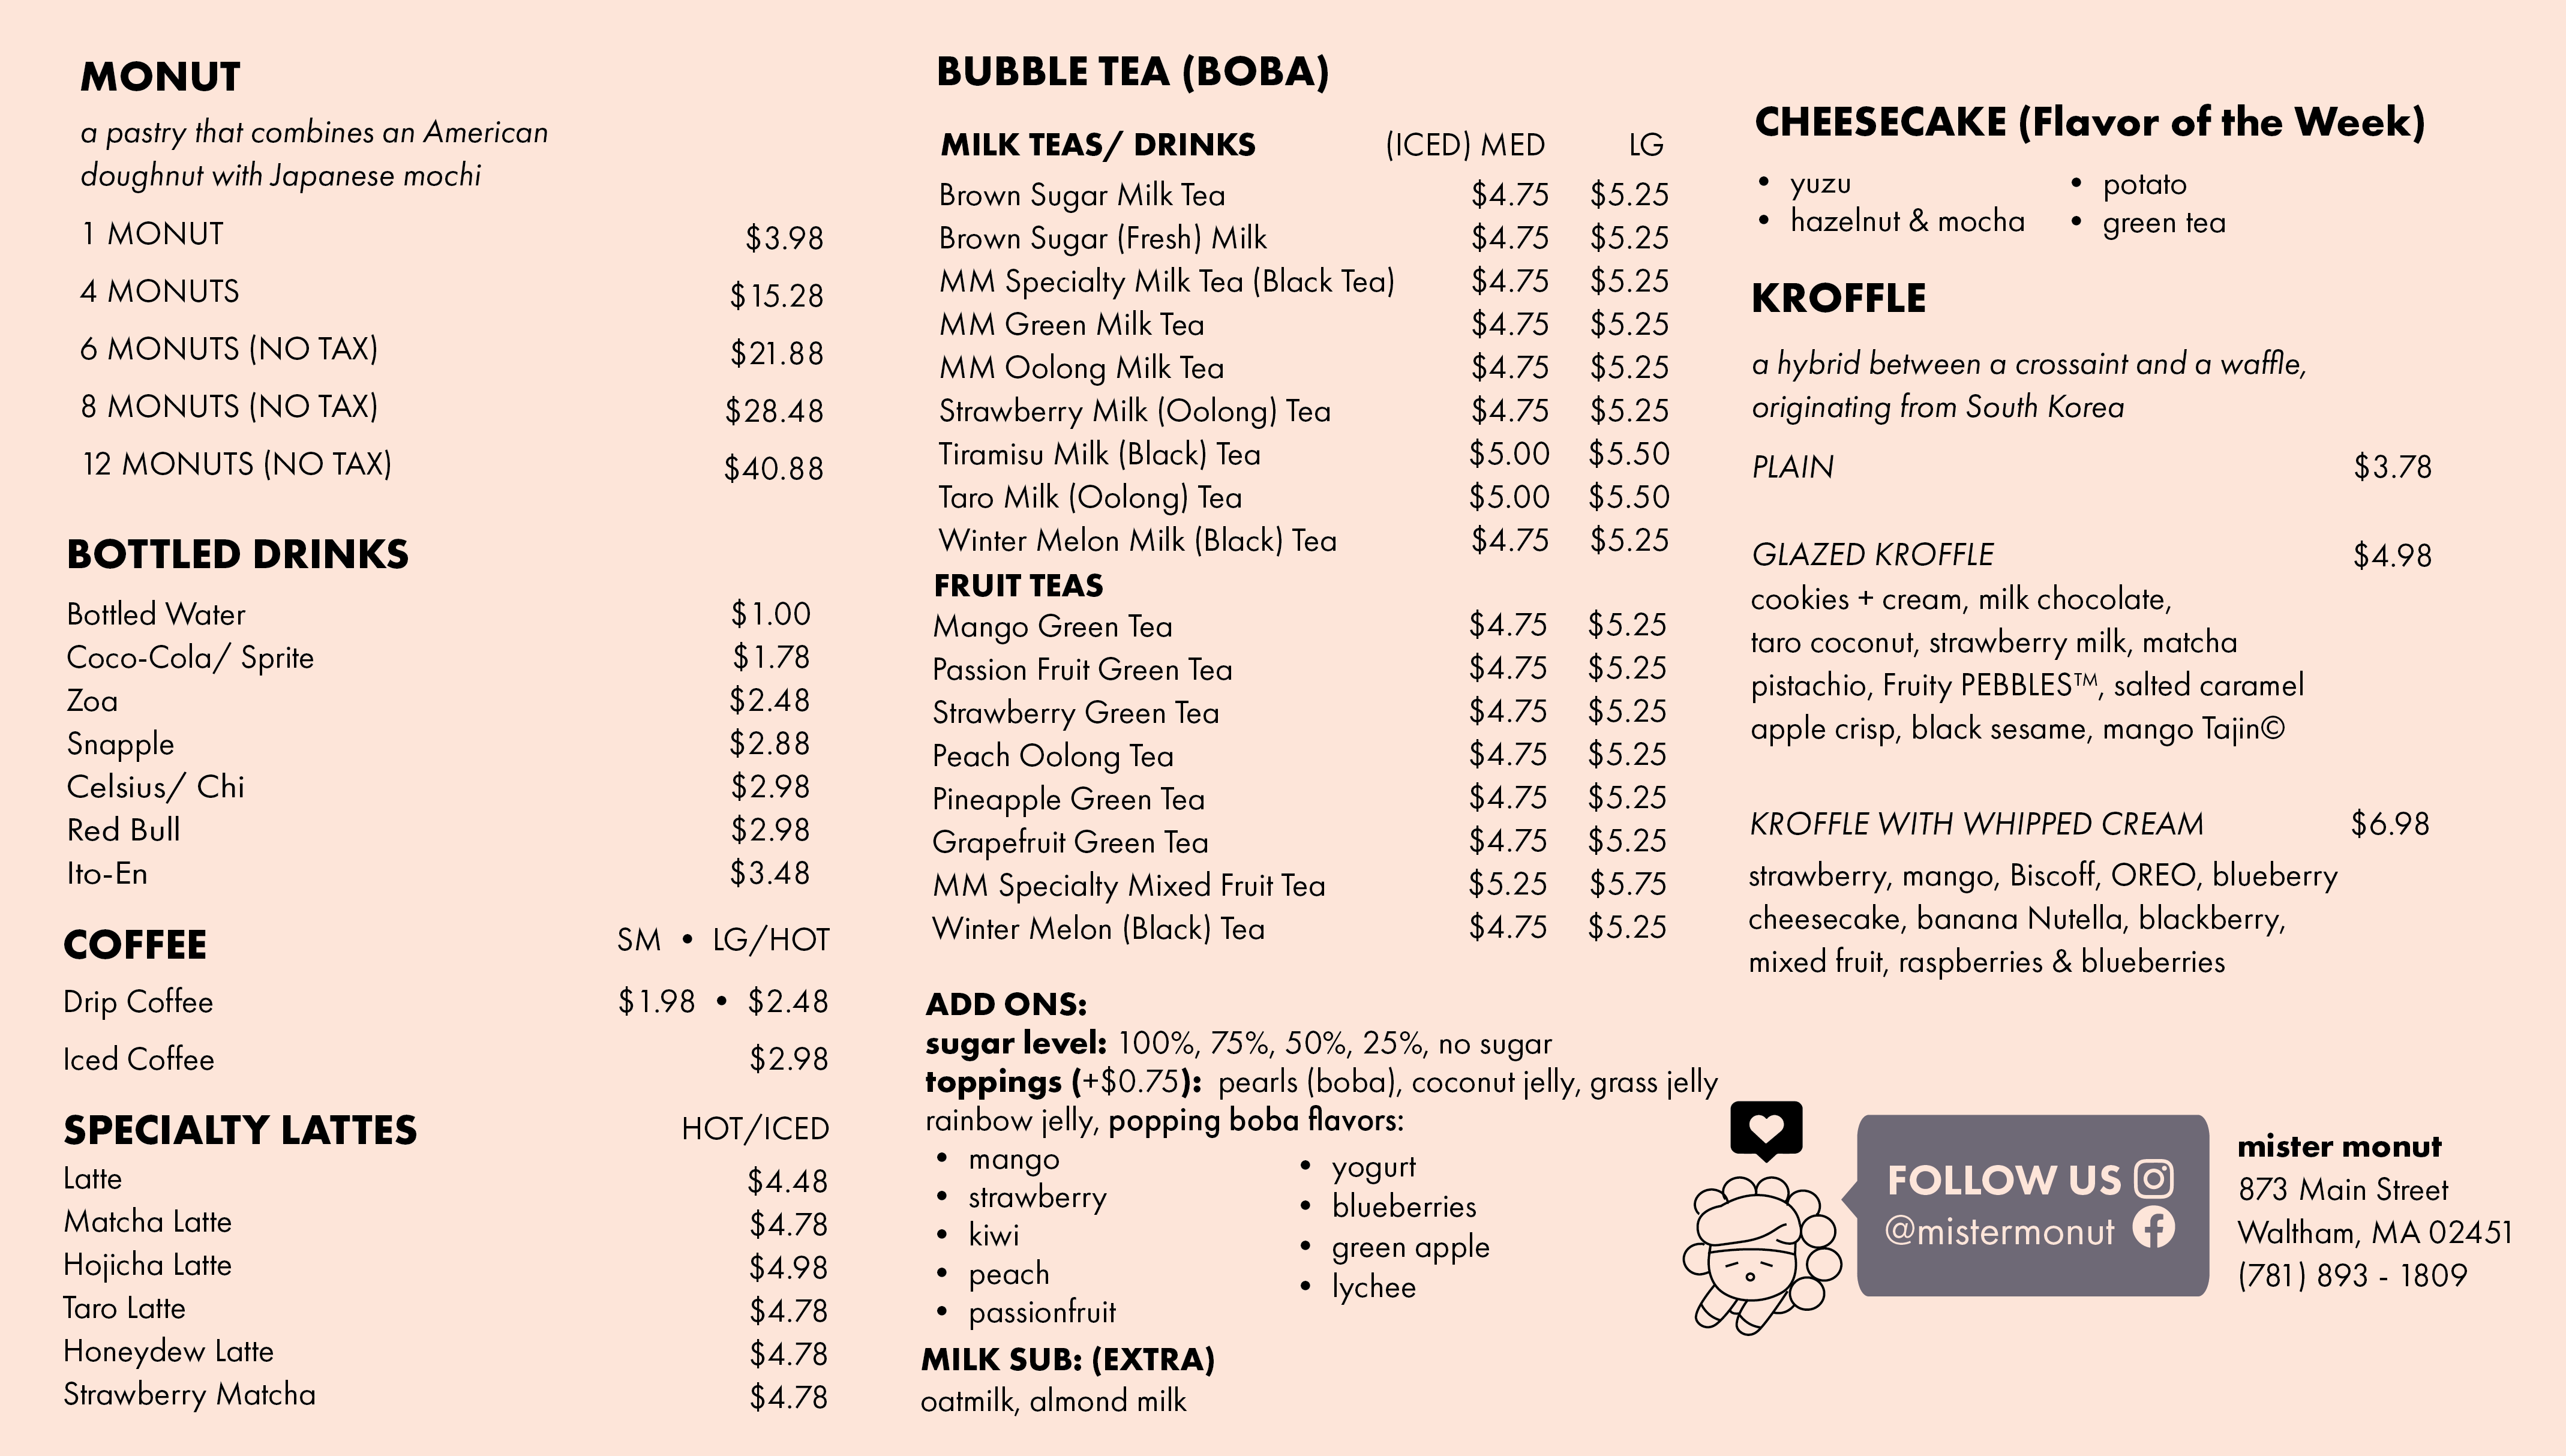 MONUT
a pastry that combines an American
doughnut with Japanese mochi
1 MONUT $3.98
4 MONUTS $15.28
6 MONUTS (NO TAX) $21.88
8 MONUTS (NO TAX) $28.48
12 MONUTS (NO TAX) $40.88
BOTTLED DRINKS
Bottled Water $1.00
Coco-Cola/ Sprite $1.78
Zoa $2.48
Snapple $2.88
Celsius/ Chi $2.98
Red Bull $2.98
Ito-En $3.48
COFFEE SM • LG/HOT
Drip Coffee $1.98 • $2.48
Iced Coffee $2.98
SPECIALTY LATTES HOT/ICED
Latte $4.48
Matcha Latte $4.78
Hojicha Latte $4.98
Taro Latte $4.78
Honeydew Latte $4.78
Strawberry Matcha $4.78
BUBBLE TEA (BOBA)
MILK TEAS/ DRINKS (ICED) MED LG
Brown Sugar Milk Tea $4.75 $5.25
Brown Sugar (Fresh) Milk $4.75 $5.25
MM Specialty Milk Tea (Black Tea) $4.75 $5.25
MM Green Milk Tea $4.75 $5.25
MM Oolong Milk Tea $4.75 $5.25
Strawberry Milk (Oolong) Tea $4.75 $5.25
Tiramisu Milk (Black) Tea $5.00 $5.50
Taro Milk (Oolong) Tea $5.00 $5.50
Winter Melon Milk (Black) Tea $4.75 $5.25
FRUIT TEAS
Mango Green Tea $4.75 $5.25
Passion Fruit Green Tea $4.75 $5.25
Strawberry Green Tea $4.75 $5.25
Peach Oolong Tea $4.75 $5.25
Pineapple Green Tea $4.75 $5.25
Grapefruit Green Tea $4.75 $5.25
MM Specialty Mixed Fruit Tea $5.25 $5.75
Winter Melon (Black) Tea $4.75 $5.25
ADD ONS:
sugar level: 100%, 75%, 50%, 25%, no sugar
toppings (+$0.75): pearls (boba), coconut jelly, grass jelly
rainbow jelly, popping boba flavors:
• mango
• strawberry
• kiwi
• peach
• passionfruit
• yogurt
• blueberries
• green apple
• lychee
MILK SUB: (EXTRA)
oatmilk, almond milk
CHEESECAKE (Flavor of the Week)
• yuzu
• hazelnut & mocha
• potato
• green tea
KROFFLE
a hybrid between a crossaint and a waffle,
originating from South Korea
PLAIN $3.78
GLAZED KROFFLE $4.98
cookies + cream, milk chocolate,
taro coconut, strawberry milk, matcha
pistachio, Fruity PEBBLES™, salted caramel
apple crisp, black sesame, mango Tajin©
KROFFLE WITH WHIPPED CREAM $6.98
strawberry, mango, Biscoff, OREO, blueberry
cheesecake, banana Nutella, blackberry,
mixed fruit, raspberries & blueberries
FOLLOW US
@mistermonut
mister monut
873 Main Street
Waltham, MA 02451
(781) 893 - 1809